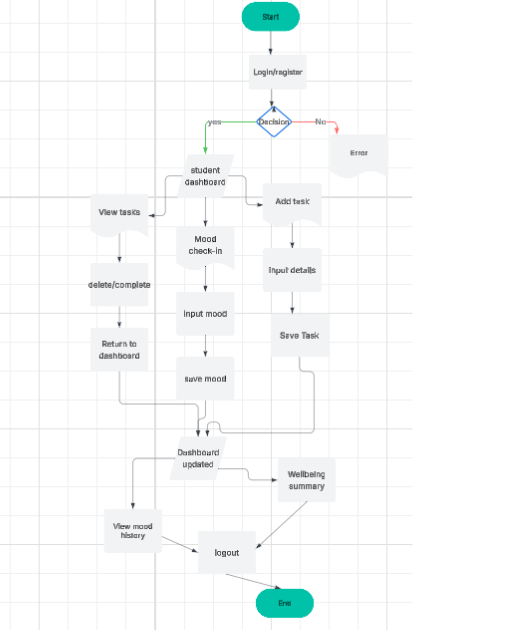 Start
Login/register
Decision
yes
No
Error
student
dashboard
View tasks
Add task
Mood
check-in
delete/complete
Input details
input mood
Return to
dashboard
Save Task
save mood
Dashboard
updated
Wellbeing
summary
View mood
history
logout
End